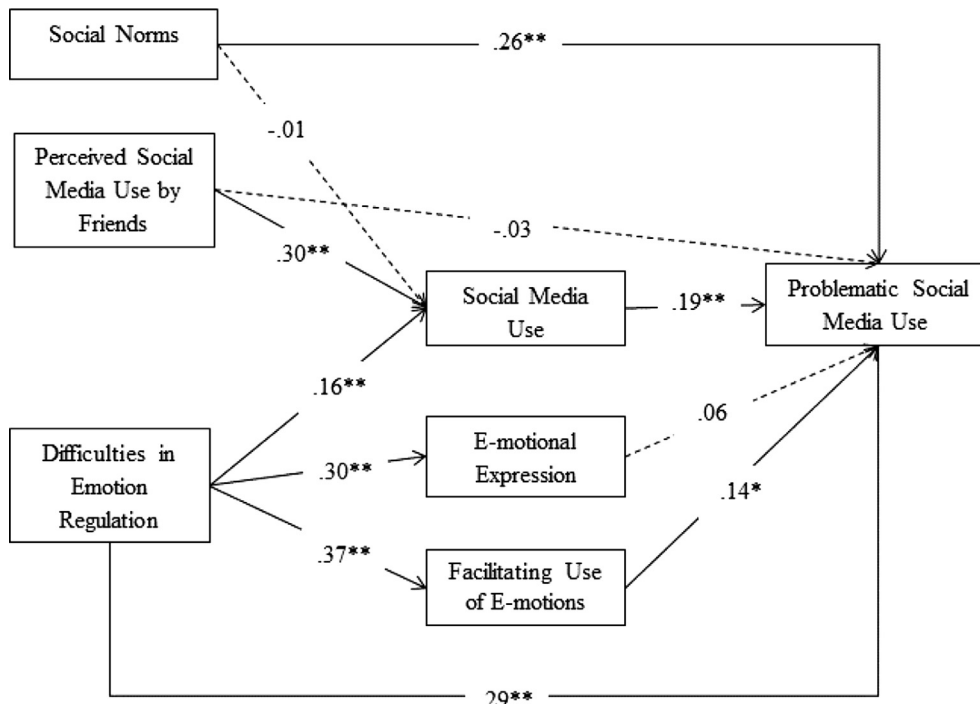 Social Norms
.26**
-.01
Perceived Social
Media Use by
Friends
-.03
.30**
Social Media
Use
.19**
Problematic Social
Media Use
.16**
.06
Difficulties in
Emotion
Regulation
.30**
E-motional
Expression
.14*
.37**
Facilitating Use
of E-motions
.29**